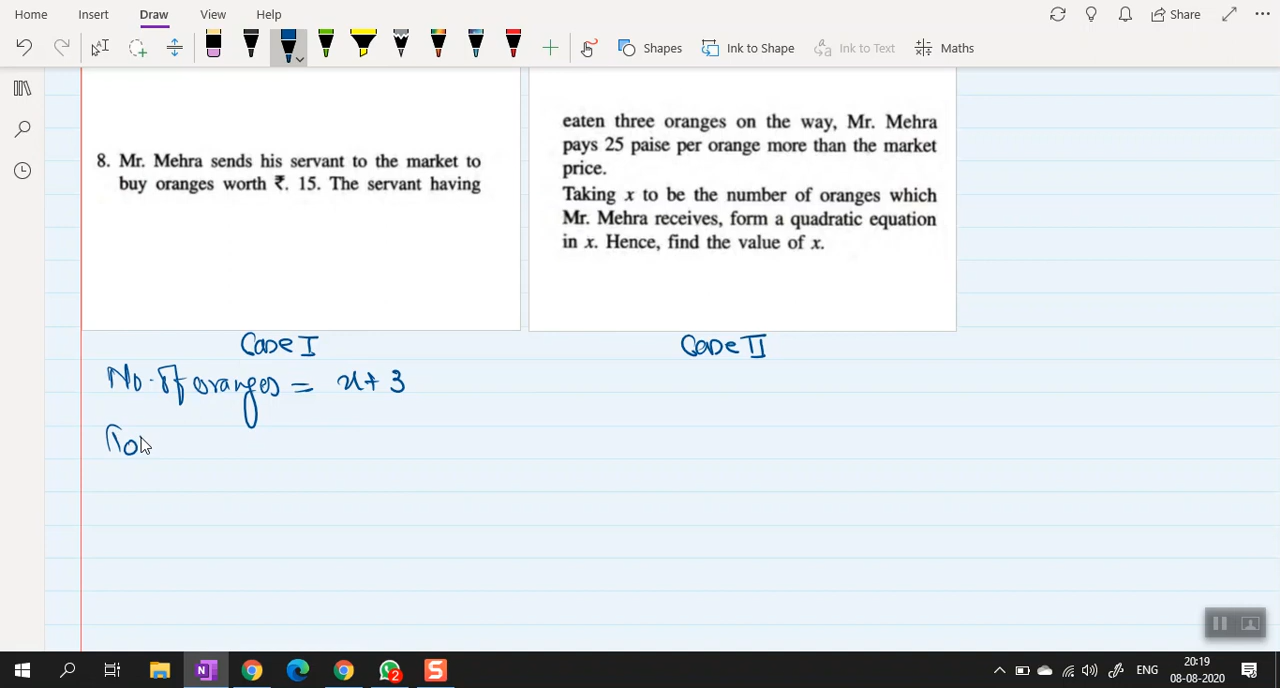 Home Insert Draw View Help
Share
Shapes Ink to Shape Ink to Text Maths
8. Mr. Mehra sends his servant to the market to
buy oranges worth ₹. 15. The servant having
eaten three oranges on the way, Mr. Mehra
pays 25 paise per orange more than the market
price.
Taking x to be the number of oranges which
Mr. Mehra receives, form a quadratic equation
in x. Hence, find the value of x.
Case I
Case II
No. of oranges = x + 3
To
2
S
ENG
20:19
08-08-2020